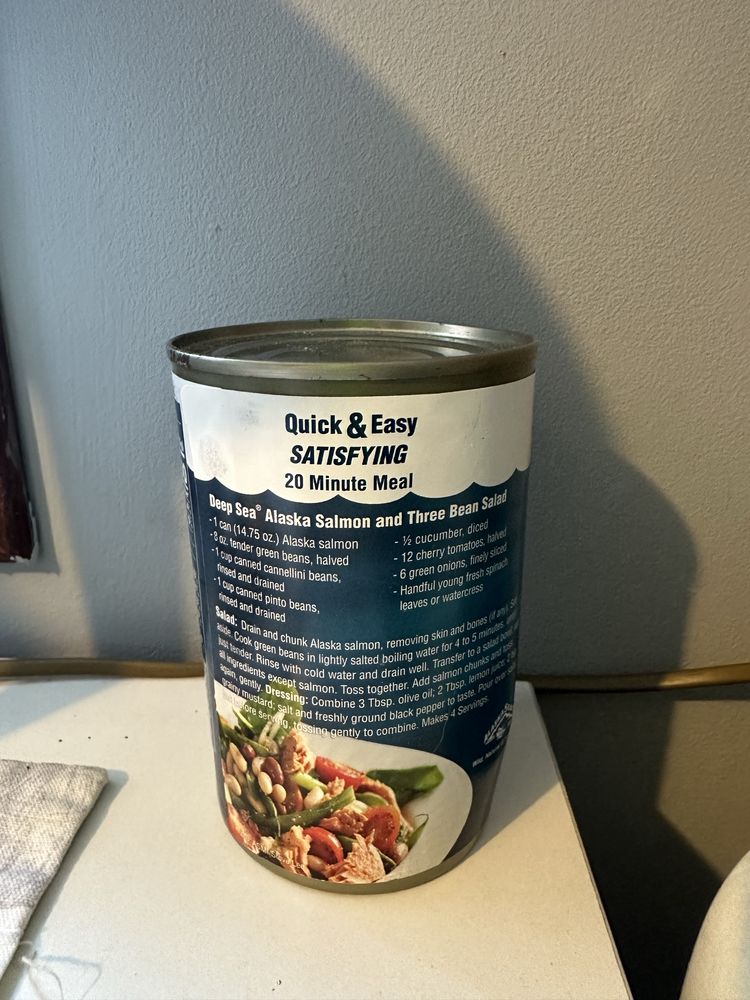 Quick & Easy
SATISFYING
20 Minute Meal
Deep Sea® Alaska Salmon and Three Bean Salad
- 1 can (14.75 oz.) Alaska salmon
- 8 oz. tender green beans, halved
- 1 cup canned cannellini beans,
rinsed and drained
- 1 cup canned pinto beans,
rinsed and drained
- ½ cucumber, diced
- 12 cherry tomatoes, halved
- 6 green onions, finely sliced
- Handful young fresh spinach
leaves or watercress
Salad: Drain and chunk Alaska salmon, removing skin and bones (if any).
aside. Cook green beans in lightly salted boiling water for 4 to 5 minutes,
just tender. Rinse with cold water and drain well. Transfer to a salad
all ingredients except salmon. Toss together. Add salmon chunks and
again, gently. Dressing: Combine 3 Tbsp. olive oil; 2 Tbsp. lemon juice,
grainy mustard; salt and freshly ground black pepper to taste. Pour over
before serving, tossing gently to combine. Makes 4 Servings.